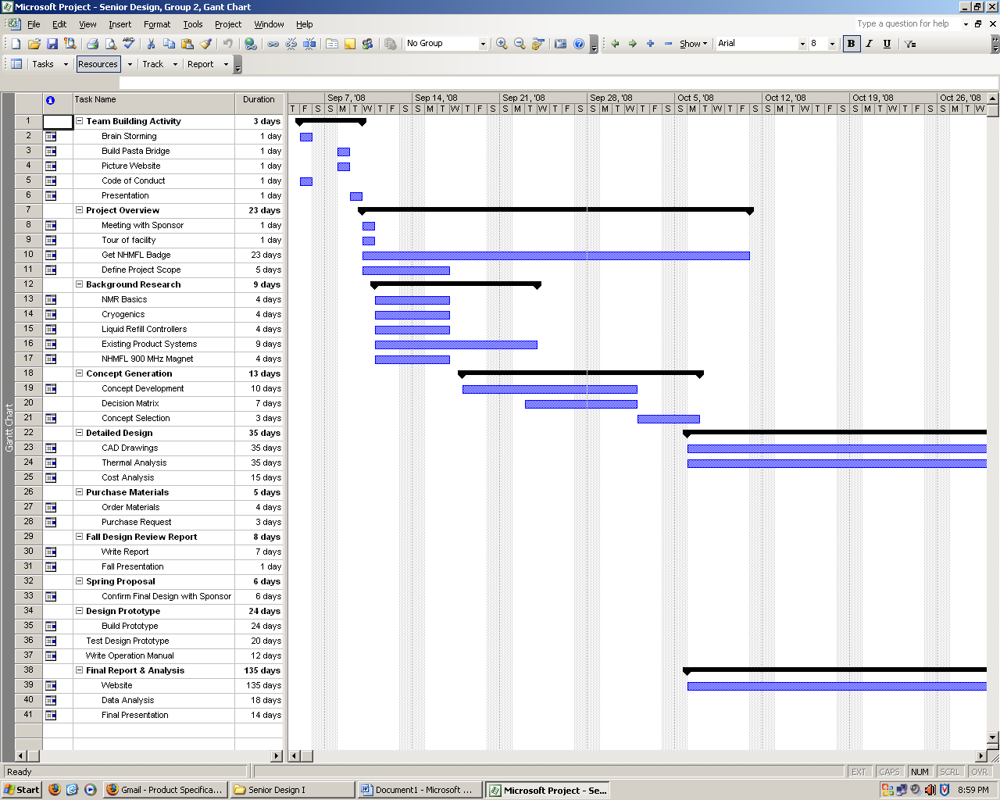 Microsoft Project - Senior Design, Group 2, Gant Chart
File Edit View Insert Format Tools Project Window Help Type a question for help
No Group Show Arial 8 B I U
Tasks Resources Track Report
Task Name Duration Sep 7, '08 Sep 14, '08 Sep 21, '08 Sep 28, '08 Oct 5, '08 Oct 12, '08 Oct 19, '08 Oct 26, '08
T F S S M T W T F S S M T W T F S S M T W T F S S M T W T F S S M T W T F S S M T W T F S S M T W T F S S M T W
1 Team Building Activity 3 days
2 Brain Storming 1 day
3 Build Pasta Bridge 1 day
4 Picture Website 1 day
5 Code of Conduct 1 day
6 Presentation 1 day
7 Project Overview 23 days
8 Meeting with Sponsor 1 day
9 Tour of facility 1 day
10 Get NHMFL Badge 23 days
11 Define Project Scope 5 days
12 Background Research 9 days
13 NMR Basics 4 days
14 Cryogenics 4 days
15 Liquid Refill Controllers 4 days
16 Existing Product Systems 9 days
17 NHMFL 900 MHz Magnet 4 days
18 Concept Generation 13 days
19 Concept Development 10 days
20 Decision Matrix 7 days
21 Concept Selection 3 days
22 Detailed Design 35 days
23 CAD Drawings 35 days
24 Thermal Analysis 35 days
25 Cost Analysis 15 days
26 Purchase Materials 5 days
27 Order Materials 4 days
28 Purchase Request 3 days
29 Fall Design Review Report 8 days
30 Write Report 7 days
31 Fall Presentation 1 day
32 Spring Proposal 6 days
33 Confirm Final Design with Sponsor 6 days
34 Design Prototype 24 days
35 Build Prototype 24 days
36 Test Design Prototype 20 days
37 Write Operation Manual 12 days
38 Final Report & Analysis 135 days
39 Website 135 days
40 Data Analysis 18 days
41 Final Presentation 14 days
Gantt Chart
Ready EXT CAPS NUM SCRL OVR
Start Gmail - Product Specifica... Senior Design I Document1 - Microsoft ... Microsoft Project - Se... 8:59 PM